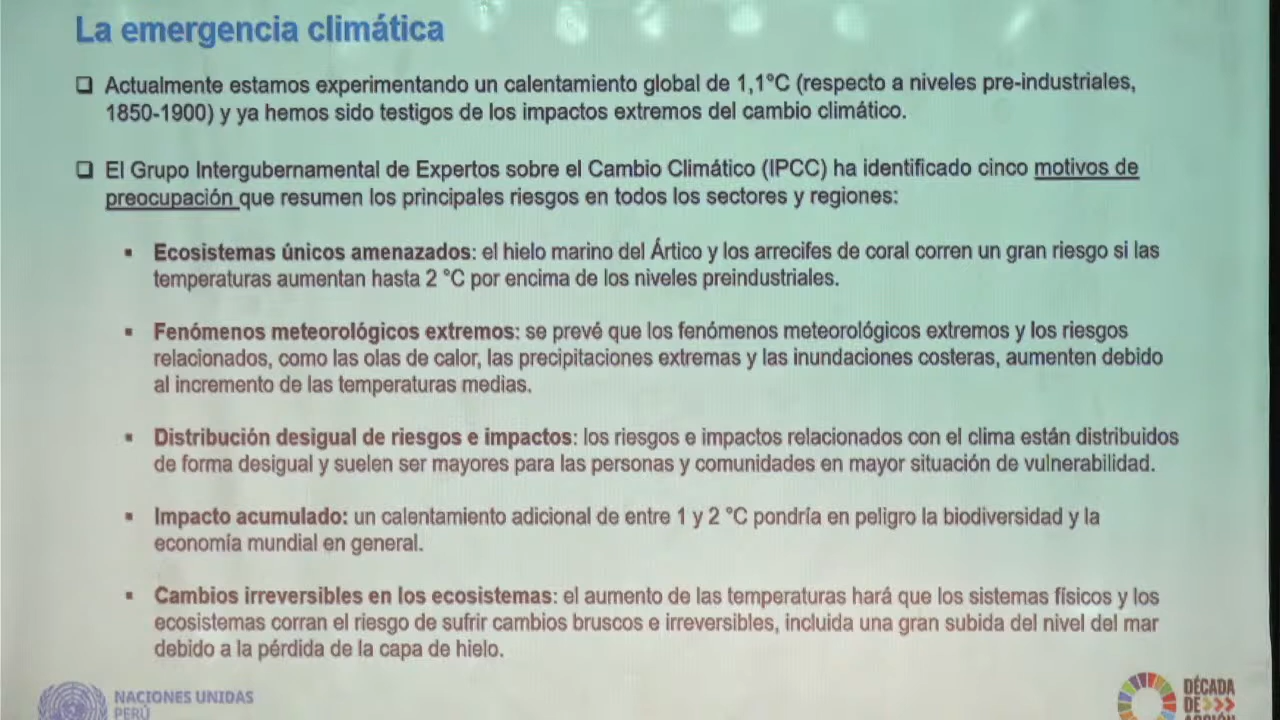 La emergencia climática
❑ Actualmente estamos experimentando un calentamiento global de 1,1°C (respecto a niveles pre-industriales,
1850-1900) y ya hemos sido testigos de los impactos extremos del cambio climático.
❑ El Grupo Intergubernamental de Expertos sobre el Cambio Climático (IPCC) ha identificado cinco motivos de
preocupación que resumen los principales riesgos en todos los sectores y regiones:
▪ Ecosistemas únicos amenazados: el hielo marino del Ártico y los arrecifes de coral corren un gran riesgo si las
temperaturas aumentan hasta 2 °C por encima de los niveles preindustriales.
▪ Fenómenos meteorológicos extremos: se prevé que los fenómenos meteorológicos extremos y los riesgos
relacionados, como las olas de calor, las precipitaciones extremas y las inundaciones costeras, aumenten debido
al incremento de las temperaturas medias.
▪ Distribución desigual de riesgos e impactos: los riesgos e impactos relacionados con el clima están distribuidos
de forma desigual y suelen ser mayores para las personas y comunidades en mayor situación de vulnerabilidad.
▪ Impacto acumulado: un calentamiento adicional de entre 1 y 2 °C pondría en peligro la biodiversidad y la
economía mundial en general.
▪ Cambios irreversibles en los ecosistemas: el aumento de las temperaturas hará que los sistemas físicos y los
ecosistemas corran el riesgo de sufrir cambios bruscos e irreversibles, incluida una gran subida del nivel del mar
debido a la pérdida de la capa de hielo.
NACIONES UNIDAS
PERÚ
DÉCADA
DE >>>
ACCIÓN